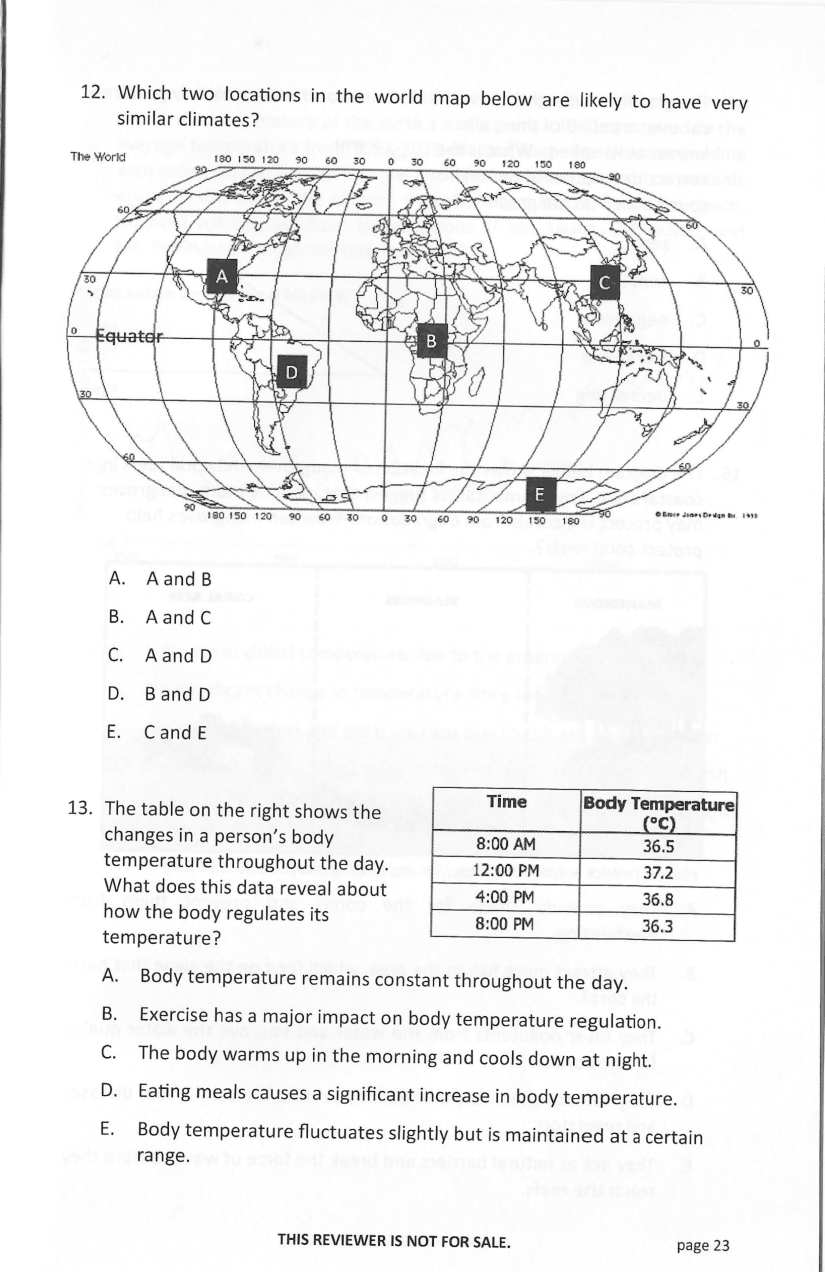 12. Which two locations in the world map below are likely to have very
similar climates?
The World
180 150 120 90 60 30 0 30 60 90 120 150 180
90 90
60 60
A C
30 30
0 Equator B 0
D
30 30
60 60
E
90 180 150 120 90 60 30 0 30 60 90 120 150 180 90
A. A and B
B. A and C
C. A and D
D. B and D
E. C and E
13. The table on the right shows the
changes in a person's body
temperature throughout the day.
What does this data reveal about
how the body regulates its
temperature?
Time Body Temperature
(°C)
8:00 AM 36.5
12:00 PM 37.2
4:00 PM 36.8
8:00 PM 36.3
A. Body temperature remains constant throughout the day.
B. Exercise has a major impact on body temperature regulation.
C. The body warms up in the morning and cools down at night.
D. Eating meals causes a significant increase in body temperature.
E. Body temperature fluctuates slightly but is maintained at a certain
range.
THIS REVIEWER IS NOT FOR SALE.
page 23